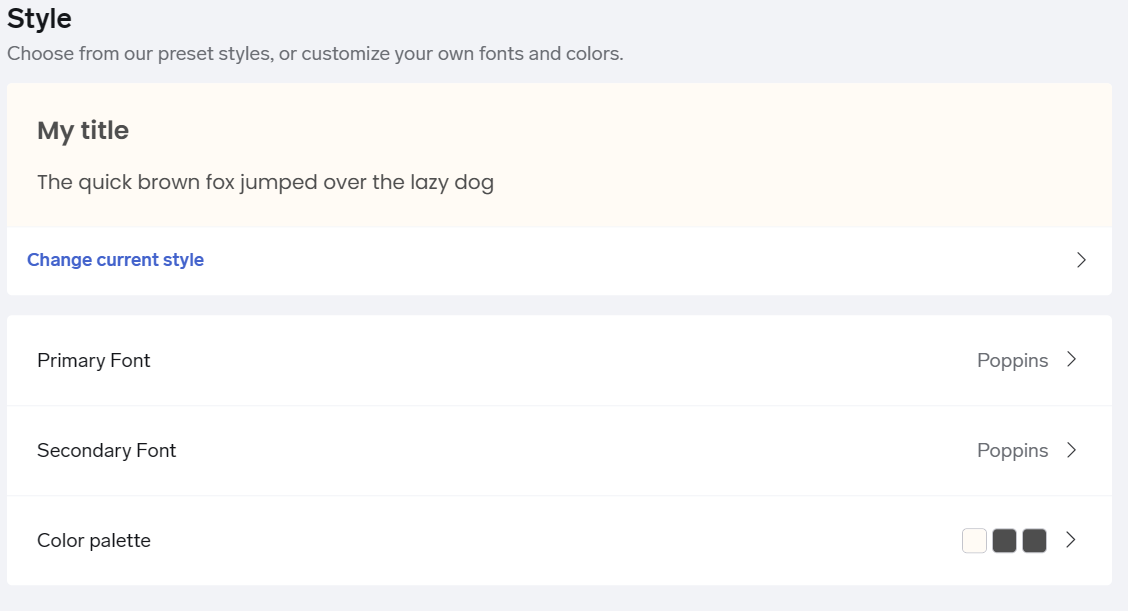 Style
Choose from our preset styles, or customize your own fonts and colors.
My title
The quick brown fox jumped over the lazy dog
Change current style
Primary Font Poppins
Secondary Font Poppins
Color palette